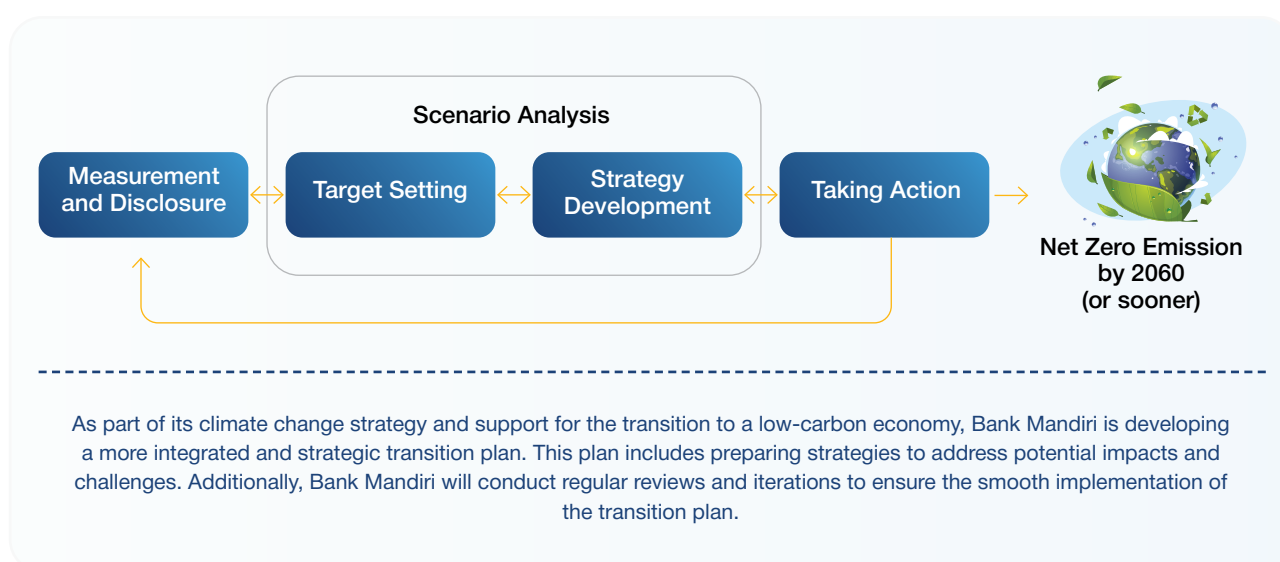 Scenario Analysis
Measurement
and Disclosure
Target Setting
Strategy
Development
Taking Action
Net Zero Emission
by 2060
(or sooner)
As part of its climate change strategy and support for the transition to a low-carbon economy, Bank Mandiri is developing
a more integrated and strategic transition plan. This plan includes preparing strategies to address potential impacts and
challenges. Additionally, Bank Mandiri will conduct regular reviews and iterations to ensure the smooth implementation of
the transition plan.